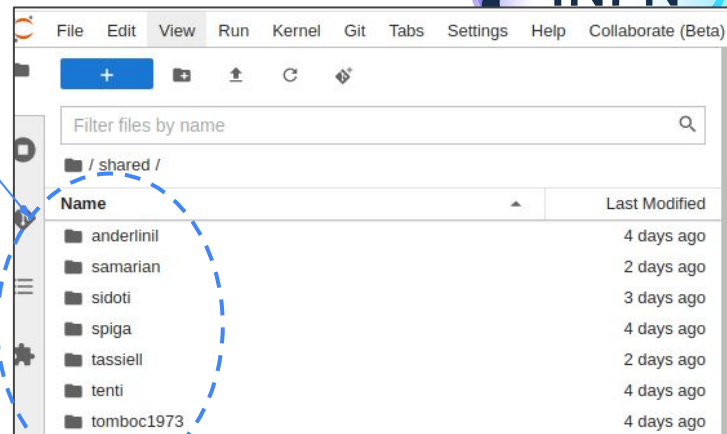 File Edit View Run Kernel Git Tabs Settings Help Collaborate (Beta)
+
Filter files by name
/ shared /
Name Last Modified
anderlinil 4 days ago
samarian 2 days ago
sidoti 3 days ago
spiga 4 days ago
tassiell 2 days ago
tenti 4 days ago
tomboc1973 4 days ago